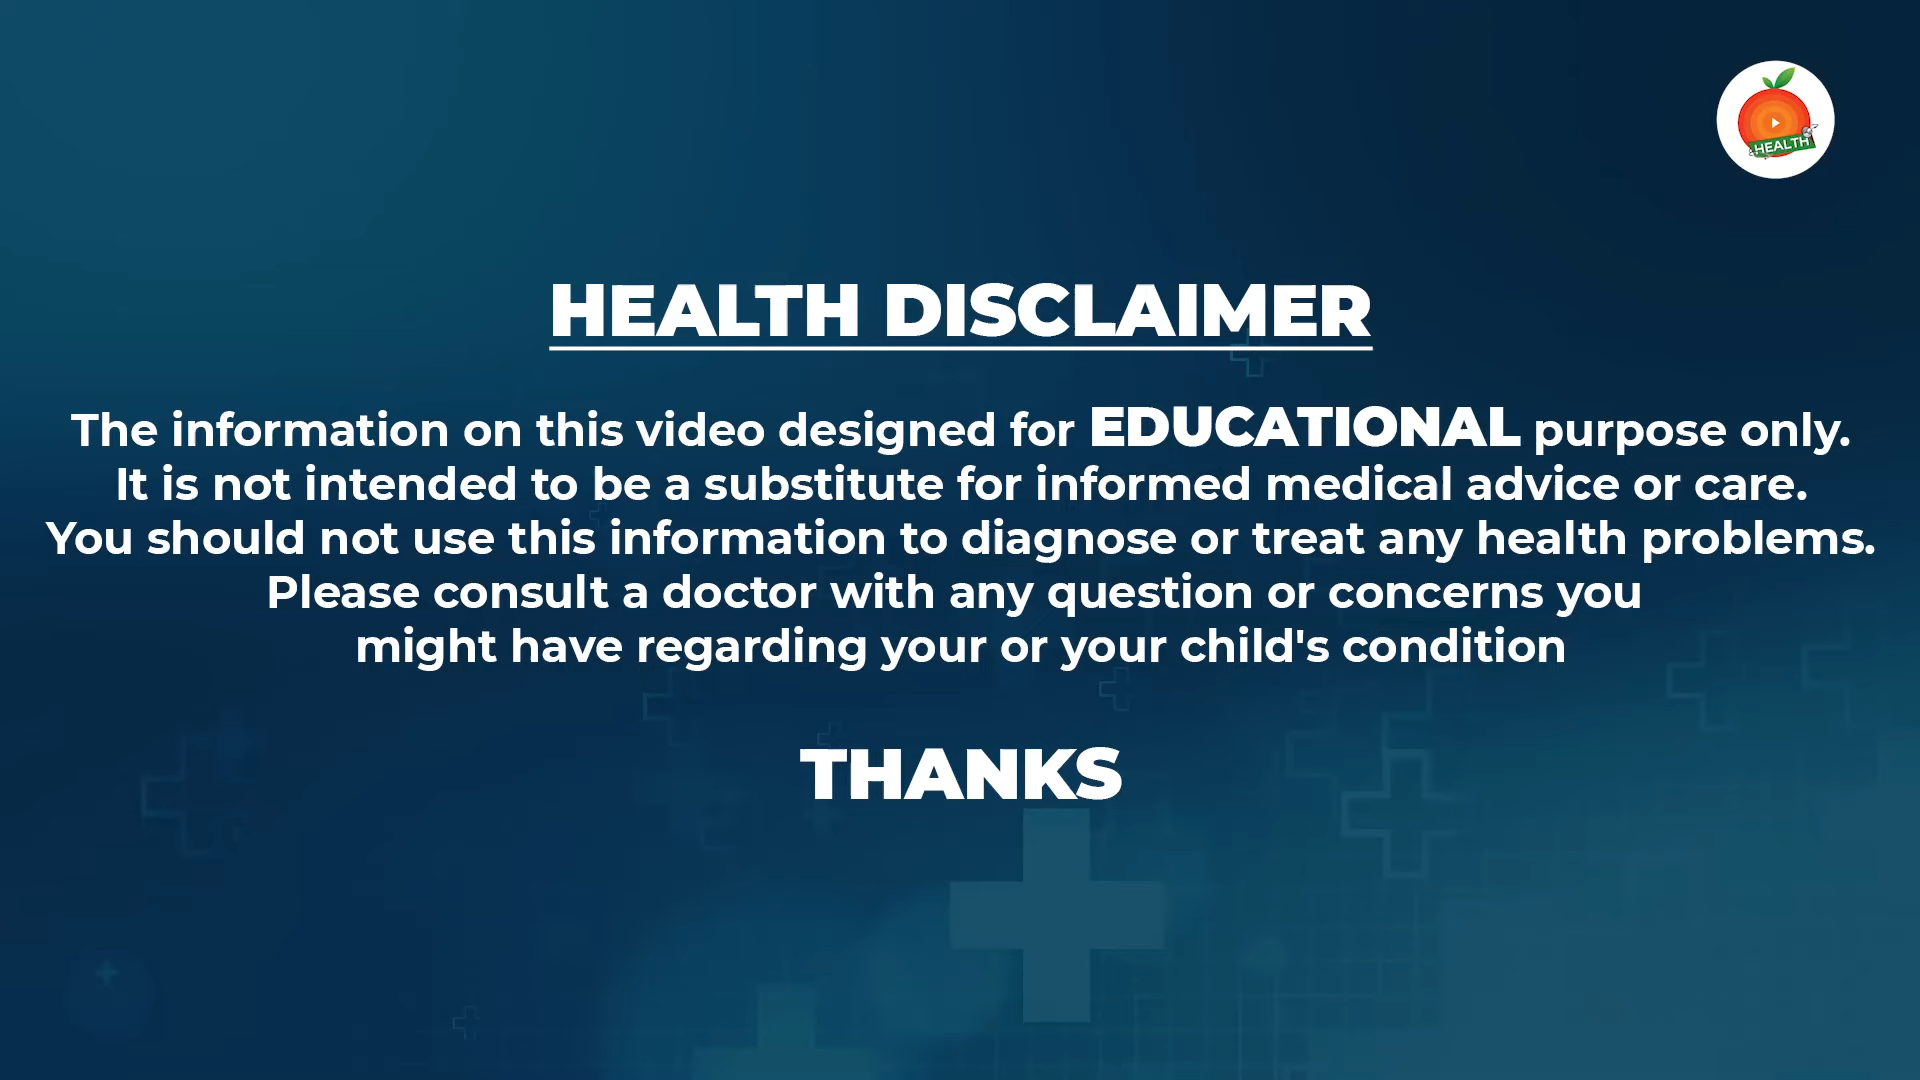 HEALTH
HEALTH DISCLAIMER
The information on this video designed for EDUCATIONAL purpose only.
It is not intended to be a substitute for informed medical advice or care.
You should not use this information to diagnose or treat any health problems.
Please consult a doctor with any question or concerns you
might have regarding your or your child's condition
THANKS